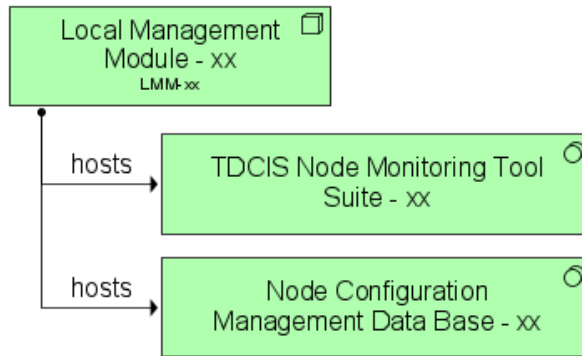 Local Management
Module - xx
LMM-xx
hosts
TDCIS Node Monitoring Tool
Suite - xx
hosts
Node Configuration
Management Data Base - xx